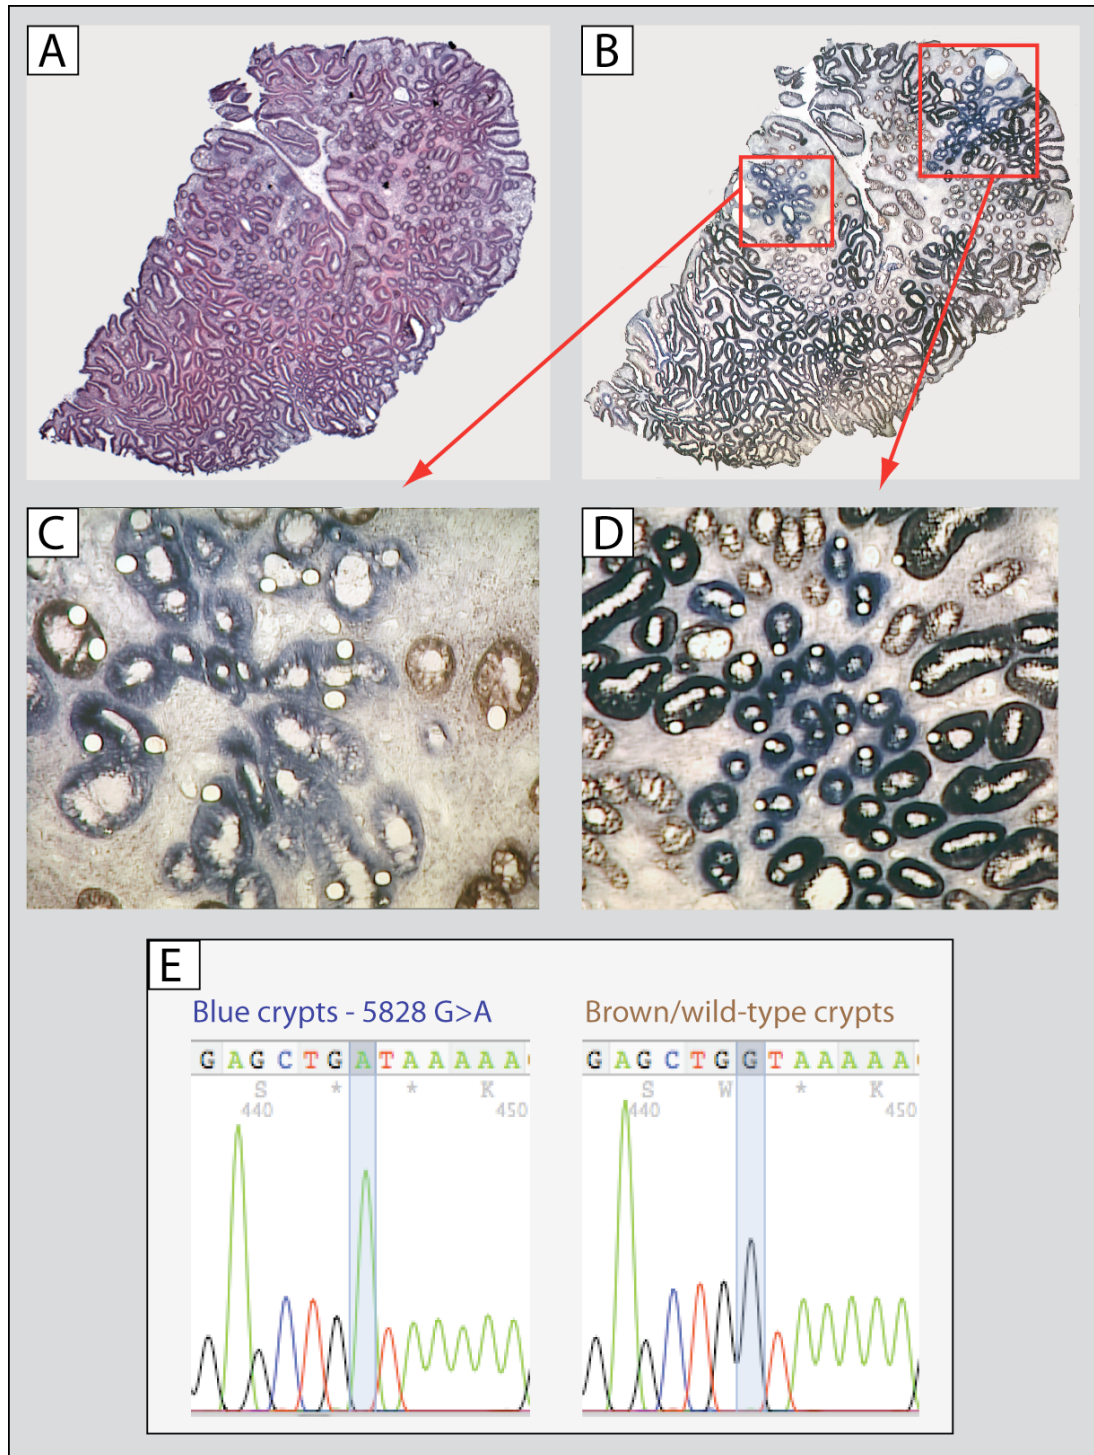 A
B
C
D
E
Blue crypts - 5828 G>A
Brown/wild-type crypts
G A G C T G A T A A A A A
G A G C T G G T A A A A A
S * * K
S W * K
440 450
440 450